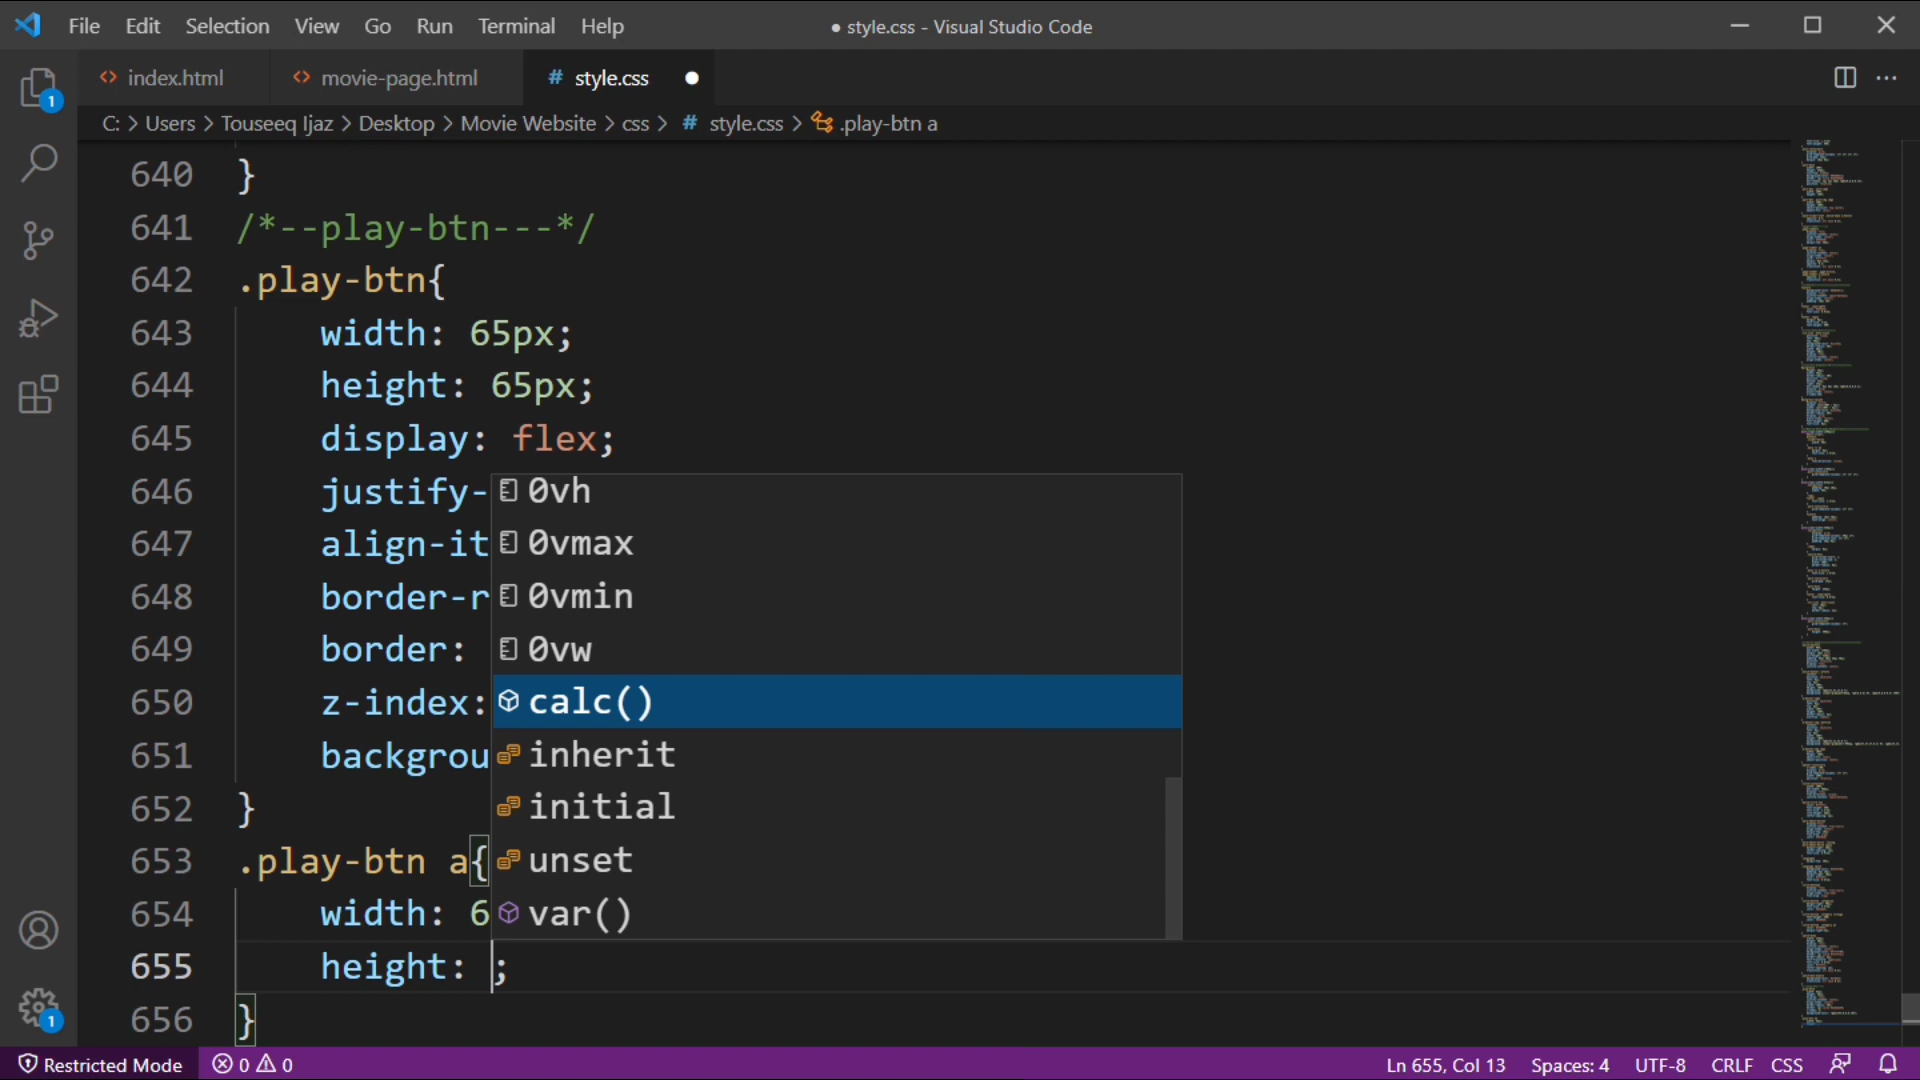 File Edit Selection View Go Run Terminal Help
● style.css - Visual Studio Code
index.html movie-page.html # style.css ●
C: > Users > Touseeq Ijaz > Desktop > Movie Website > css > # style.css > .play-btn a
640 }
641 /*--play-btn---*/
642 .play-btn{
643 width: 65px;
644 height: 65px;
645 display: flex;
646 justify-
647 align-it
648 border-r
649 border:
650 z-index:
651 backgrou
652 }
653 .play-btn a{
654 width: 6
655 height: ;
656 }
0vh
0vmax
0vmin
0vw
calc()
inherit
initial
unset
var()
1
1
Restricted Mode 0 0 Ln 655, Col 13 Spaces: 4 UTF-8 CRLF CSS